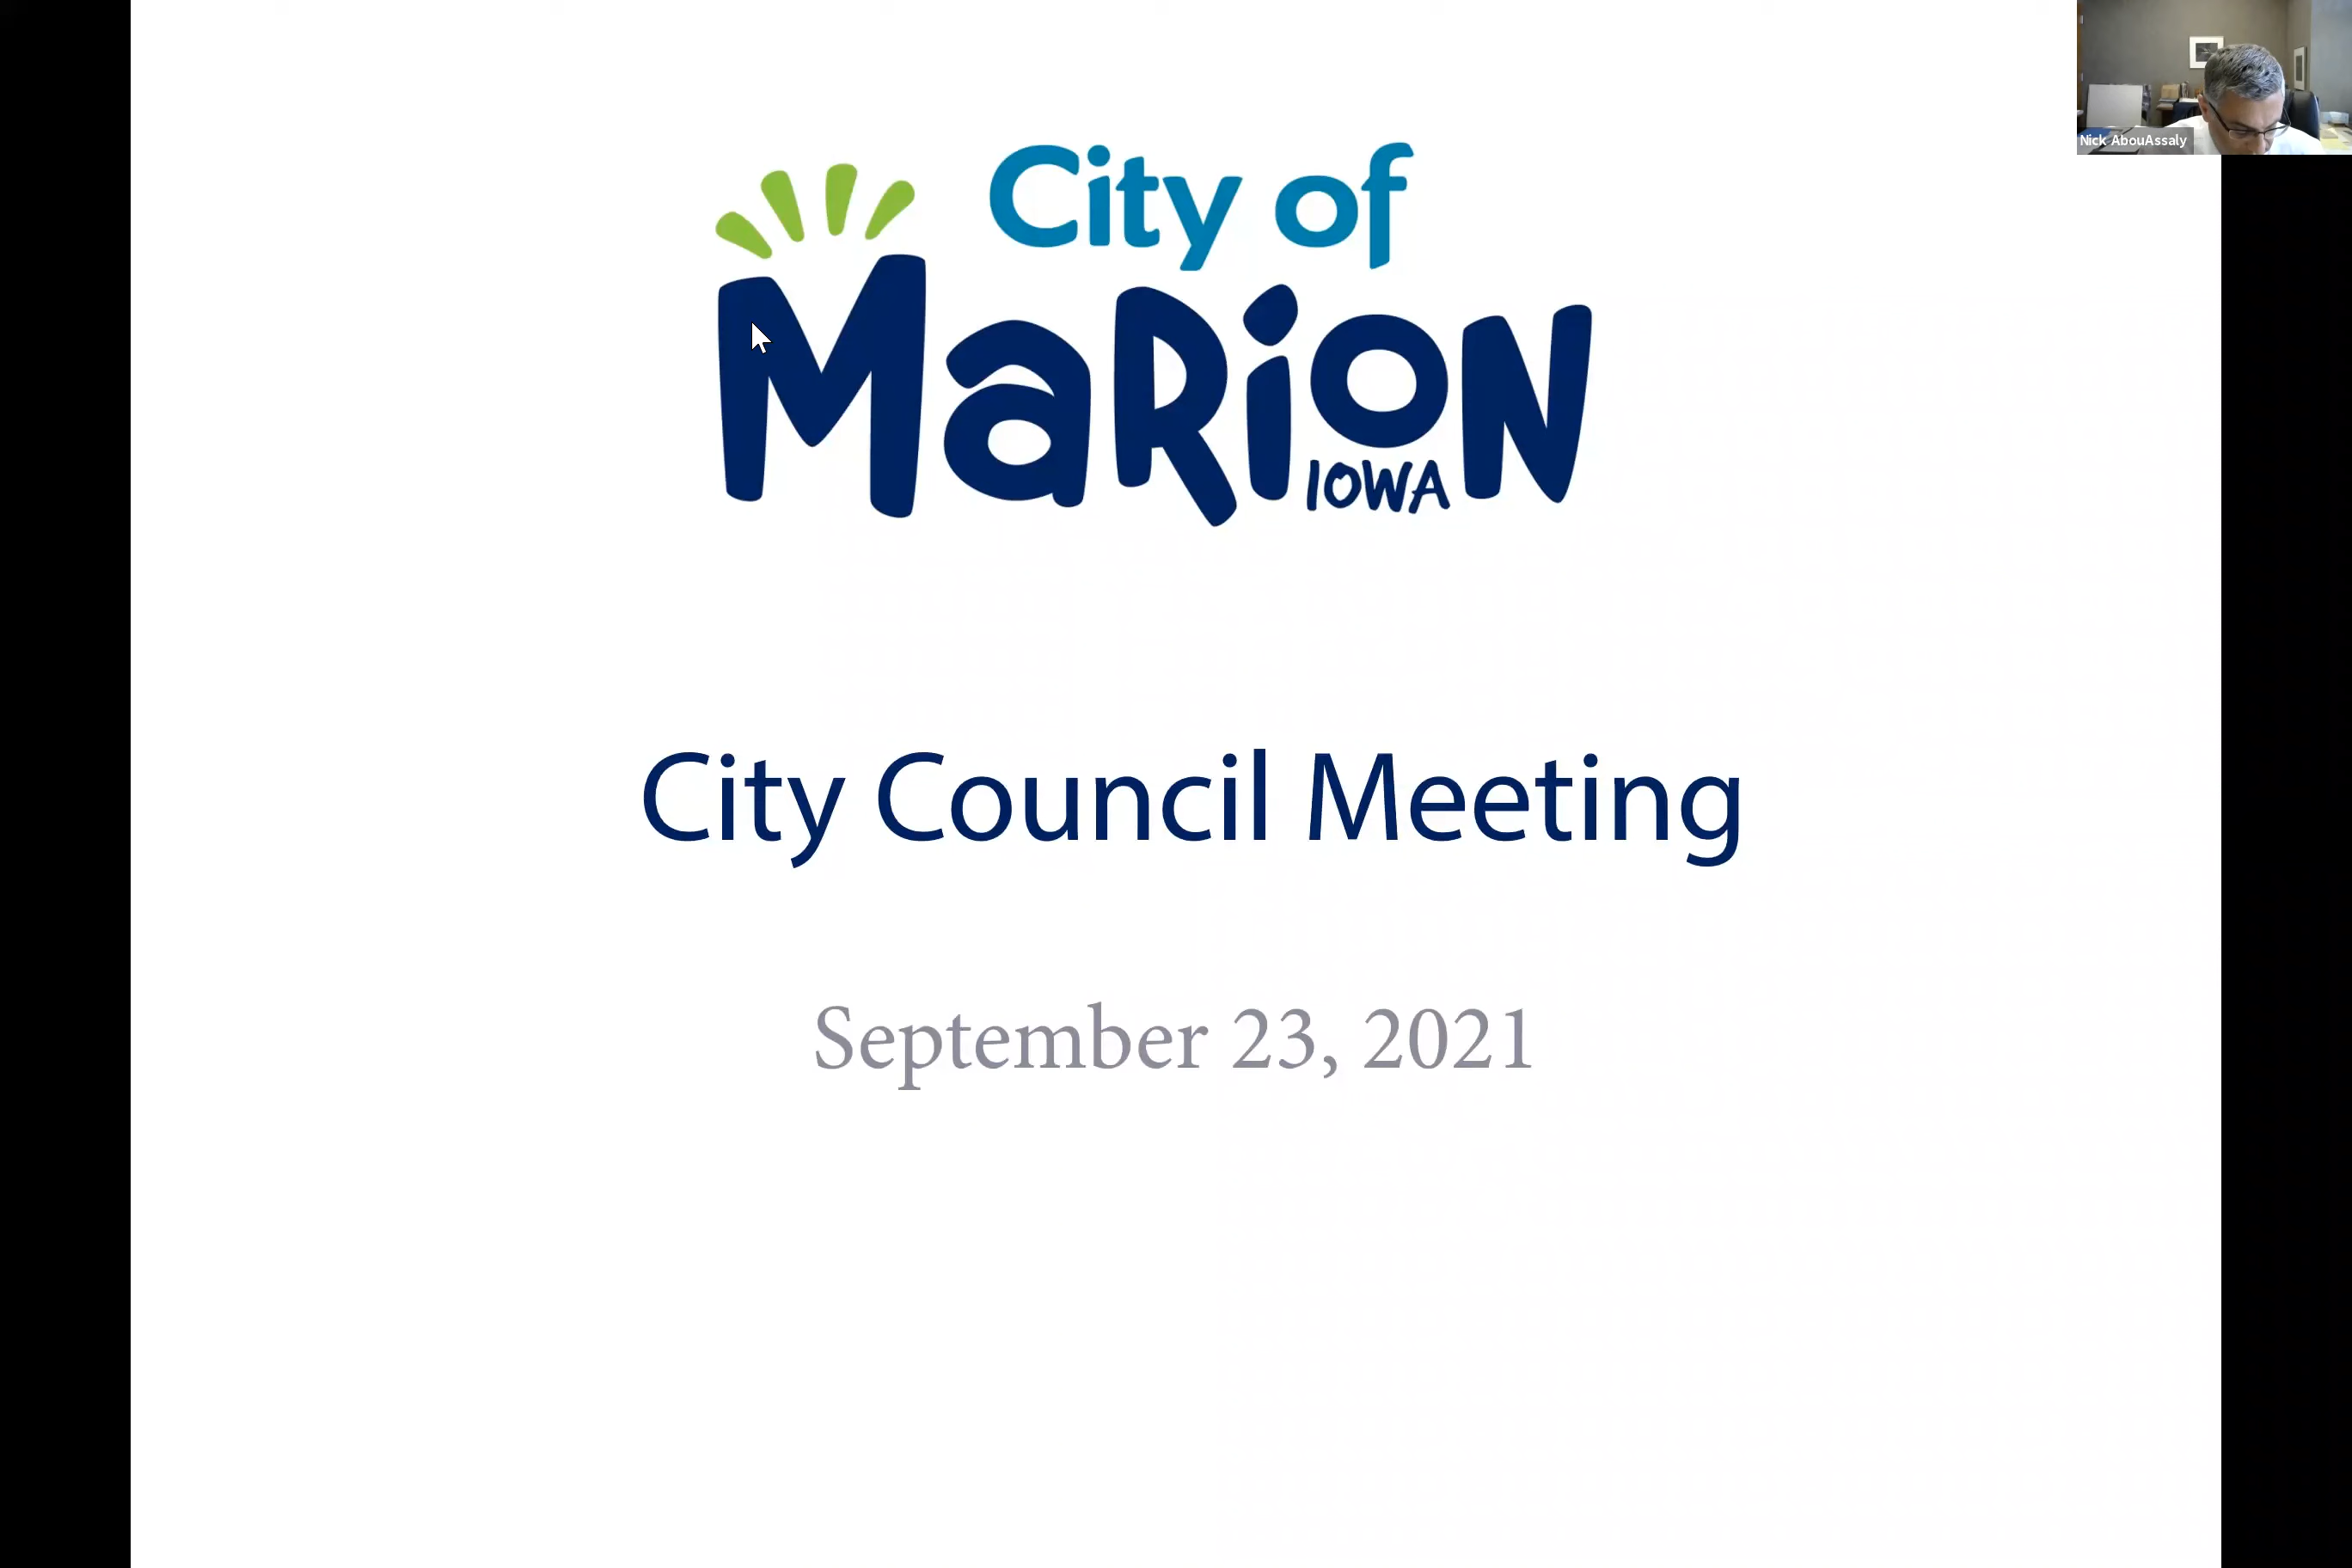 City of
MaRiON
IOWA
Nick AbouAssaly
City Council Meeting
September 23, 2021